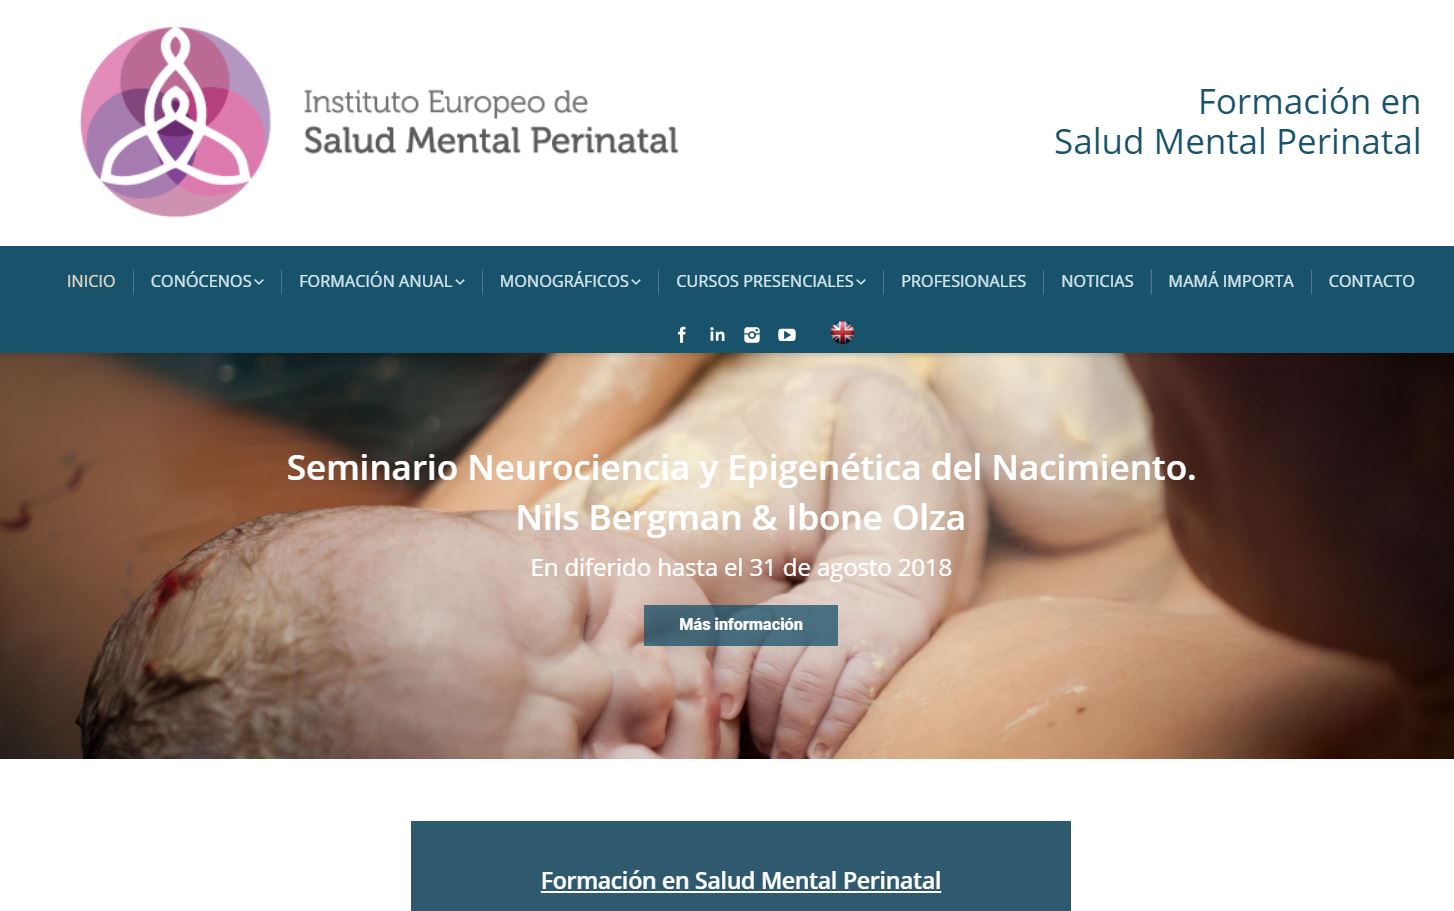 Instituto Europeo de
Salud Mental Perinatal
Formación en
Salud Mental Perinatal
INICIO CONÓCENOS FORMACIÓN ANUAL MONOGRÁFICOS CURSOS PRESENCIALES PROFESIONALES NOTICIAS MAMÁ IMPORTA CONTACTO
Seminario Neurociencia y Epigenética del Nacimiento.
Nils Bergman & Ibone Olza
En diferido hasta el 31 de agosto 2018
Más información
Formación en Salud Mental Perinatal